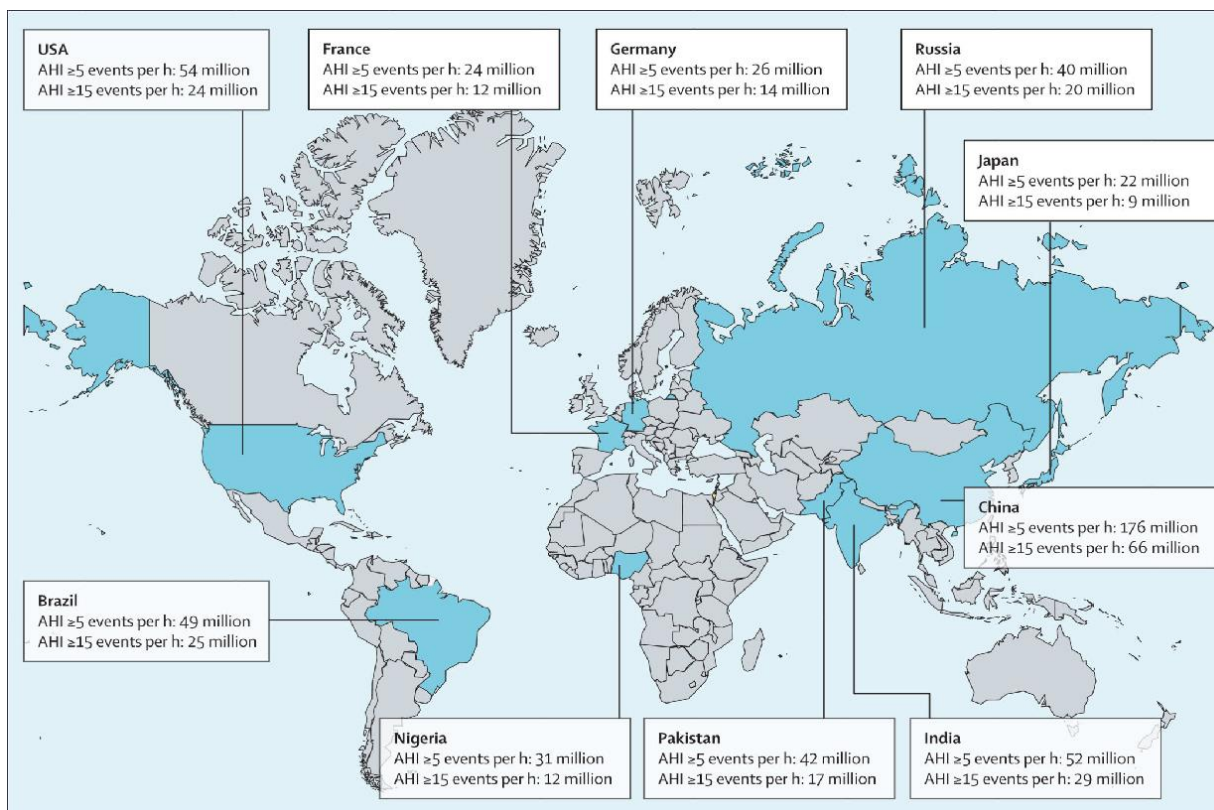 USA
AHI ≥5 events per h: 54 million
AHI ≥15 events per h: 24 million
France
AHI ≥5 events per h: 24 million
AHI ≥15 events per h: 12 million
Germany
AHI ≥5 events per h: 26 million
AHI ≥15 events per h: 14 million
Russia
AHI ≥5 events per h: 40 million
AHI ≥15 events per h: 20 million
Japan
AHI ≥5 events per h: 22 million
AHI ≥15 events per h: 9 million
China
AHI ≥5 events per h: 176 million
AHI ≥15 events per h: 66 million
Brazil
AHI ≥5 events per h: 49 million
AHI ≥15 events per h: 25 million
Nigeria
AHI ≥5 events per h: 31 million
AHI ≥15 events per h: 12 million
Pakistan
AHI ≥5 events per h: 42 million
AHI ≥15 events per h: 17 million
India
AHI ≥5 events per h: 52 million
AHI ≥15 events per h: 29 million